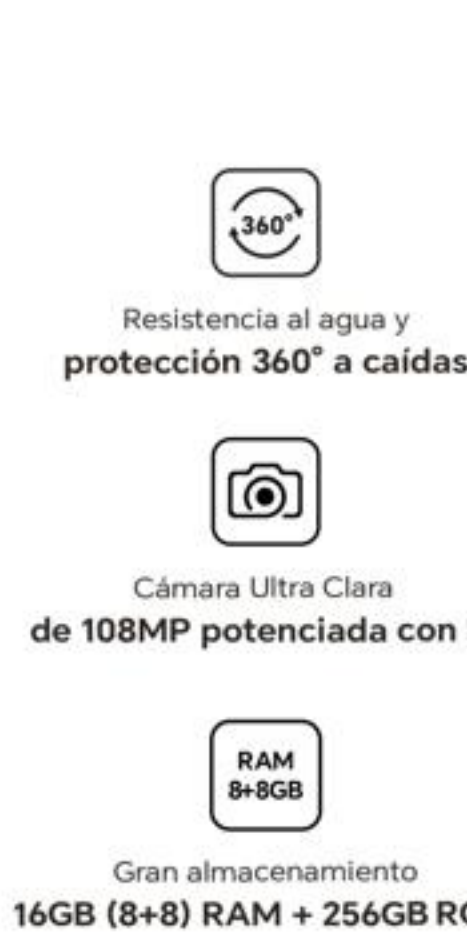 360°
Resistencia al agua y
protección 360° a caídas
Cámara Ultra Clara
de 108MP potenciada con
RAM
8+8GB
Gran almacenamiento
16GB (8+8) RAM + 256GB